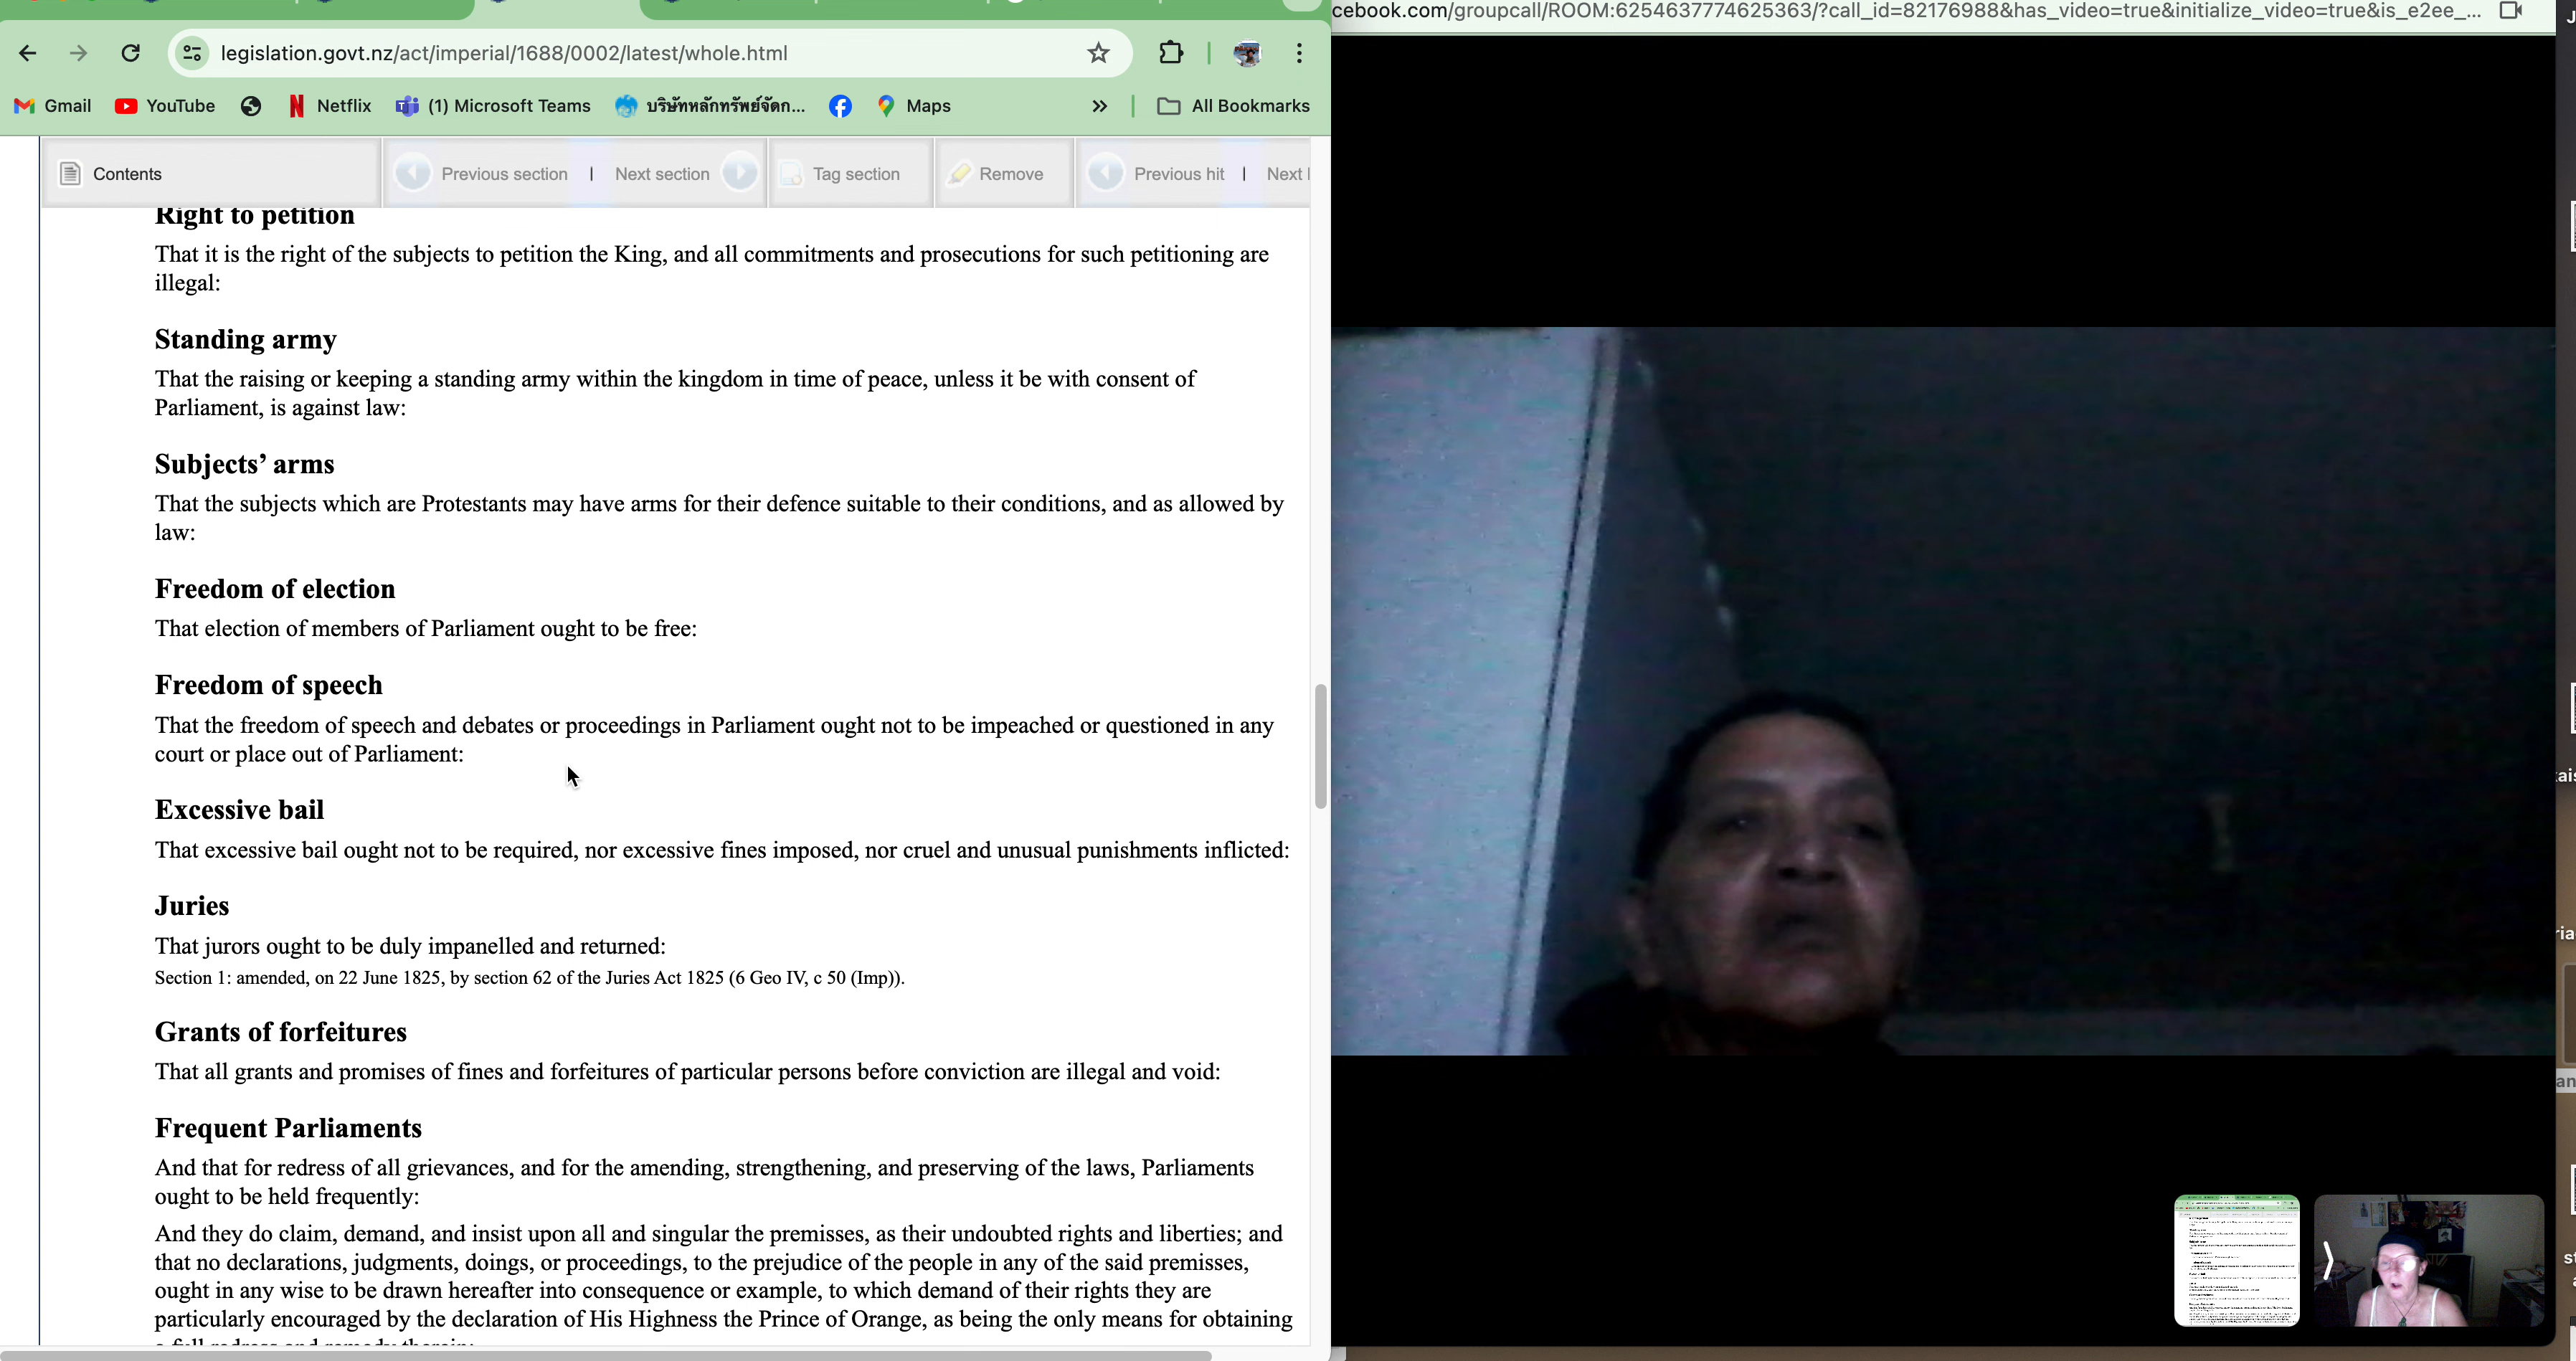 legislation.govt.nz/act/imperial/1688/0002/latest/whole.html
cebook.com/groupcall/ROOM:6254637774625363/?call_id=82176988&has_video=true&initialize_video=true&is_e2ee_...
Gmail YouTube Netflix (1) Microsoft Teams บริษัทหลักทรัพย์จัดก... Maps » All Bookmarks
Contents Previous section | Next section Tag section Remove Previous hit | Next
Right to petition
That it is the right of the subjects to petition the King, and all commitments and prosecutions for such petitioning are
illegal:
Standing army
That the raising or keeping a standing army within the kingdom in time of peace, unless it be with consent of
Parliament, is against law:
Subjects’ arms
That the subjects which are Protestants may have arms for their defence suitable to their conditions, and as allowed by
law:
Freedom of election
That election of members of Parliament ought to be free:
Freedom of speech
That the freedom of speech and debates or proceedings in Parliament ought not to be impeached or questioned in any
court or place out of Parliament:
Excessive bail
That excessive bail ought not to be required, nor excessive fines imposed, nor cruel and unusual punishments inflicted:
Juries
That jurors ought to be duly impanelled and returned:
Section 1: amended, on 22 June 1825, by section 62 of the Juries Act 1825 (6 Geo IV, c 50 (Imp)).
Grants of forfeitures
That all grants and promises of fines and forfeitures of particular persons before conviction are illegal and void:
Frequent Parliaments
And that for redress of all grievances, and for the amending, strengthening, and preserving of the laws, Parliaments
ought to be held frequently:
And they do claim, demand, and insist upon all and singular the premisses, as their undoubted rights and liberties; and
that no declarations, judgments, doings, or proceedings, to the prejudice of the people in any of the said premisses,
ought in any wise to be drawn hereafter into consequence or example, to which demand of their rights they are
particularly encouraged by the declaration of His Highness the Prince of Orange, as being the only means for obtaining